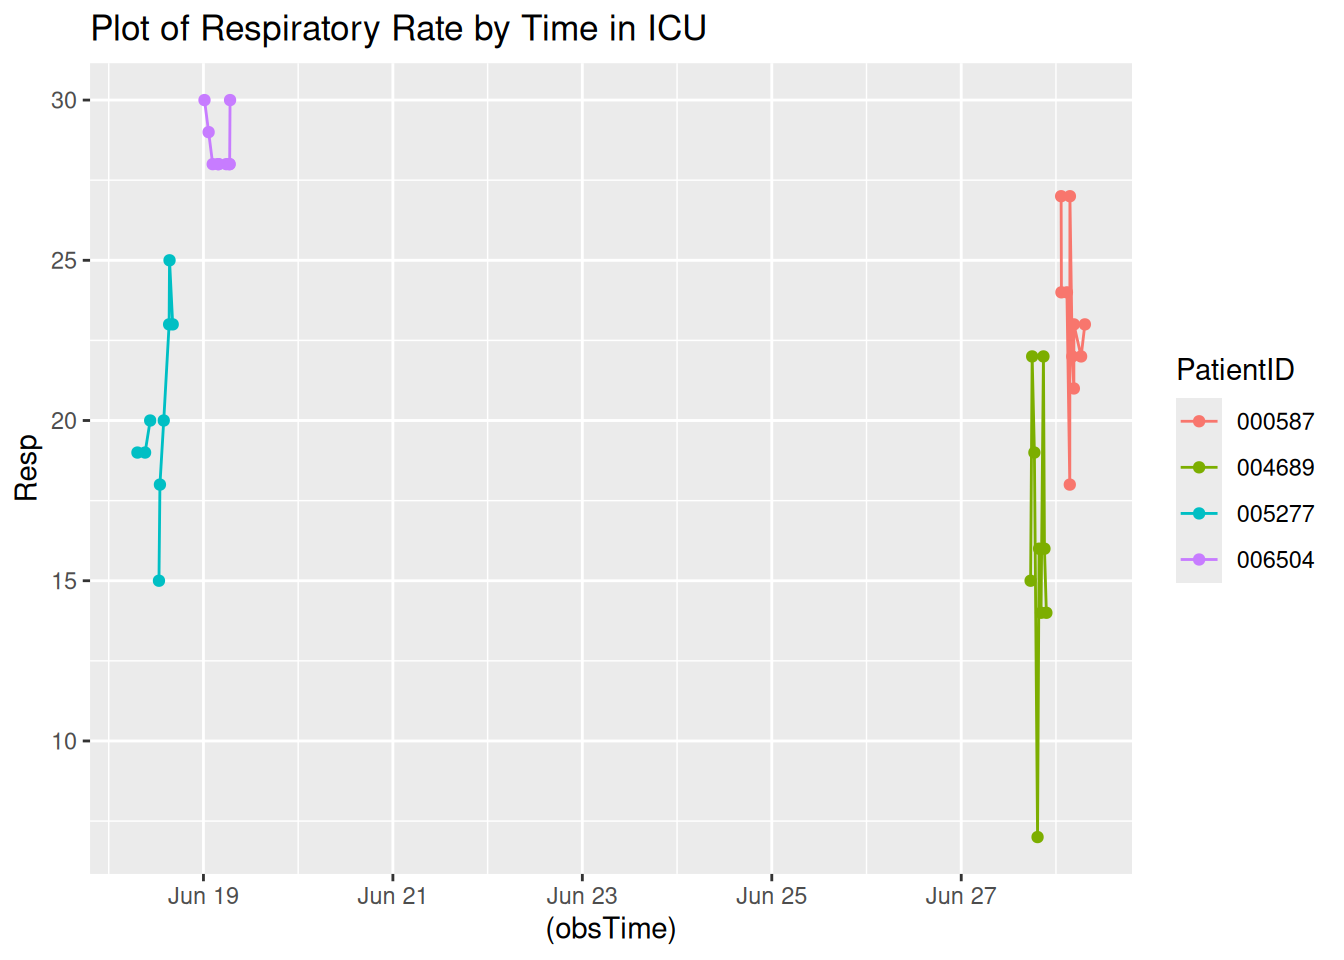 Plot of Respiratory Rate by Time in ICU
30
25
20
15
10
Resp
Jun 19 Jun 21 Jun 23 Jun 25 Jun 27
(obsTime)
PatientID
000587
004689
005277
006504